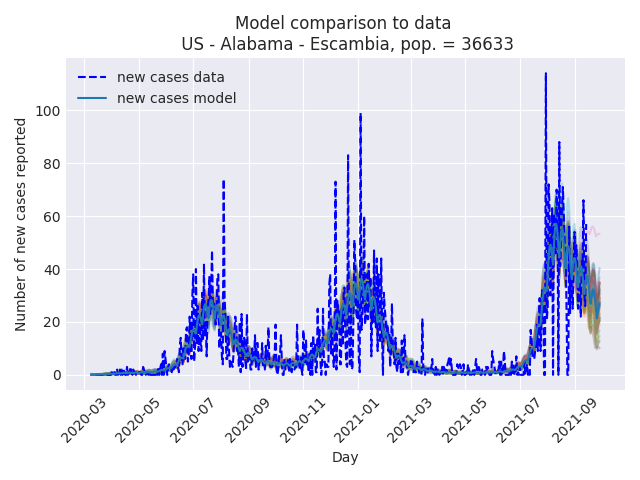 Model comparison to data
US - Alabama - Escambia, pop. = 36633
new cases data
new cases model
Number of new cases reported
100
80
60
40
20
0
2020-03
2020-05
2020-07
2020-09
2020-11
2021-01
2021-03
2021-05
2021-07
2021-09
Day